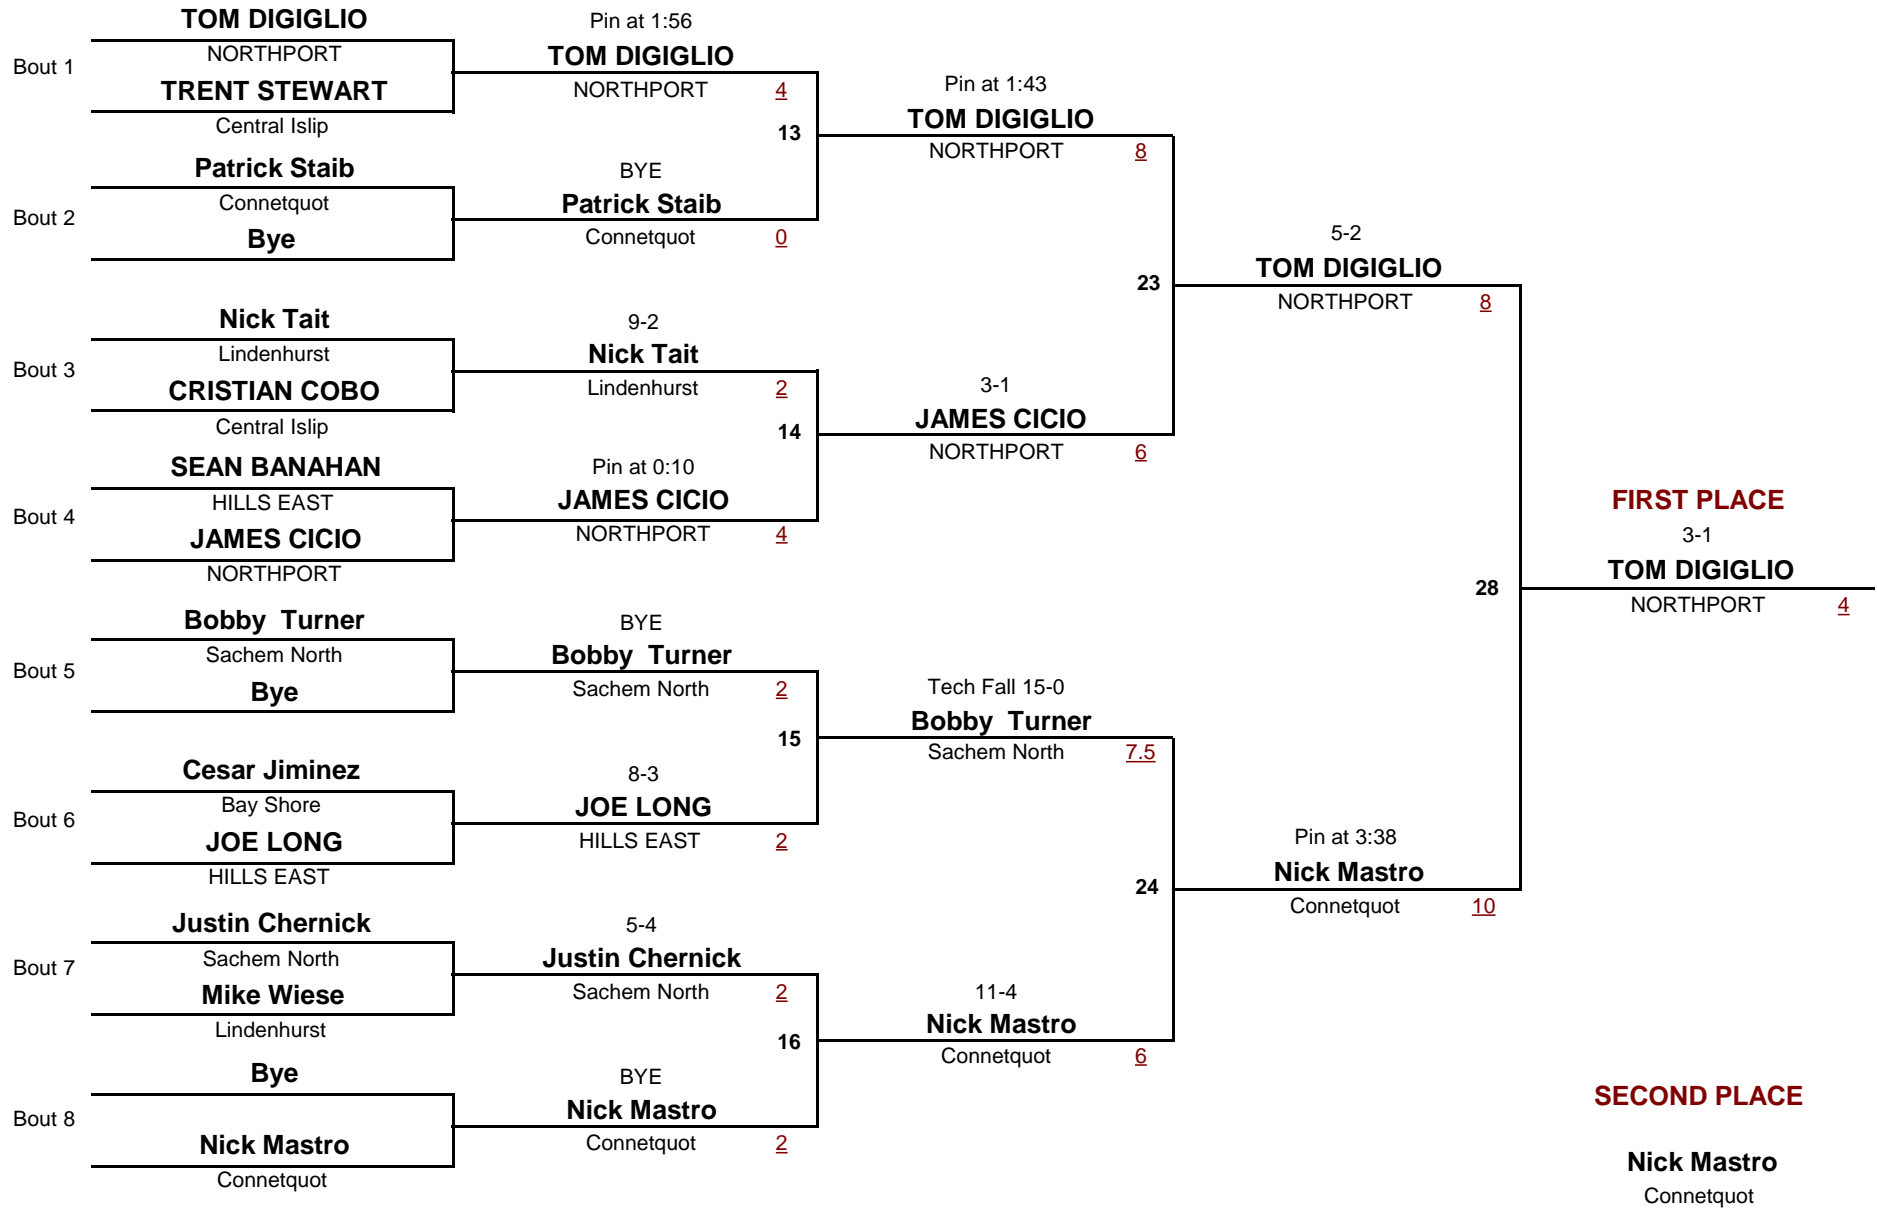 TOM DIGIGLIO
Bout 1
NORTHPORT
TRENT STEWART
Central Islip
Patrick Staib
Bout 2
Connetquot
Bye
Nick Tait
Bout 3
Lindenhurst
CRISTIAN COBO
Central Islip
SEAN BANAHAN
Bout 4
HILLS EAST
JAMES CICIO
NORTHPORT
Bobby  Turner
Bout 5
Sachem North
Bye
Cesar Jiminez
Bout 6
Bay Shore
JOE LONG
HILLS EAST
Justin Chernick
Bout 7
Sachem North
Mike Wiese
Lindenhurst
Bye
Bout 8
Nick Mastro
Connetquot
Pin at 1:56
TOM DIGIGLIO
NORTHPORT 4
13
BYE
Patrick Staib
Connetquot 0
9-2
Nick Tait
Lindenhurst 2
14
Pin at 0:10
JAMES CICIO
NORTHPORT 4
BYE
Bobby  Turner
Sachem North 2
15
8-3
JOE LONG
HILLS EAST 2
5-4
Justin Chernick
Sachem North 2
16
BYE
Nick Mastro
Connetquot 2
Pin at 1:43
TOM DIGIGLIO
NORTHPORT 8
23
3-1
JAMES CICIO
NORTHPORT 6
Tech Fall 15-0
Bobby  Turner
Sachem North 7.5
24
11-4
Nick Mastro
Connetquot 6
5-2
TOM DIGIGLIO
NORTHPORT 8
28
Pin at 3:38
Nick Mastro
Connetquot 10
FIRST PLACE
3-1
TOM DIGIGLIO
NORTHPORT 4
SECOND PLACE
Nick Mastro
Connetquot